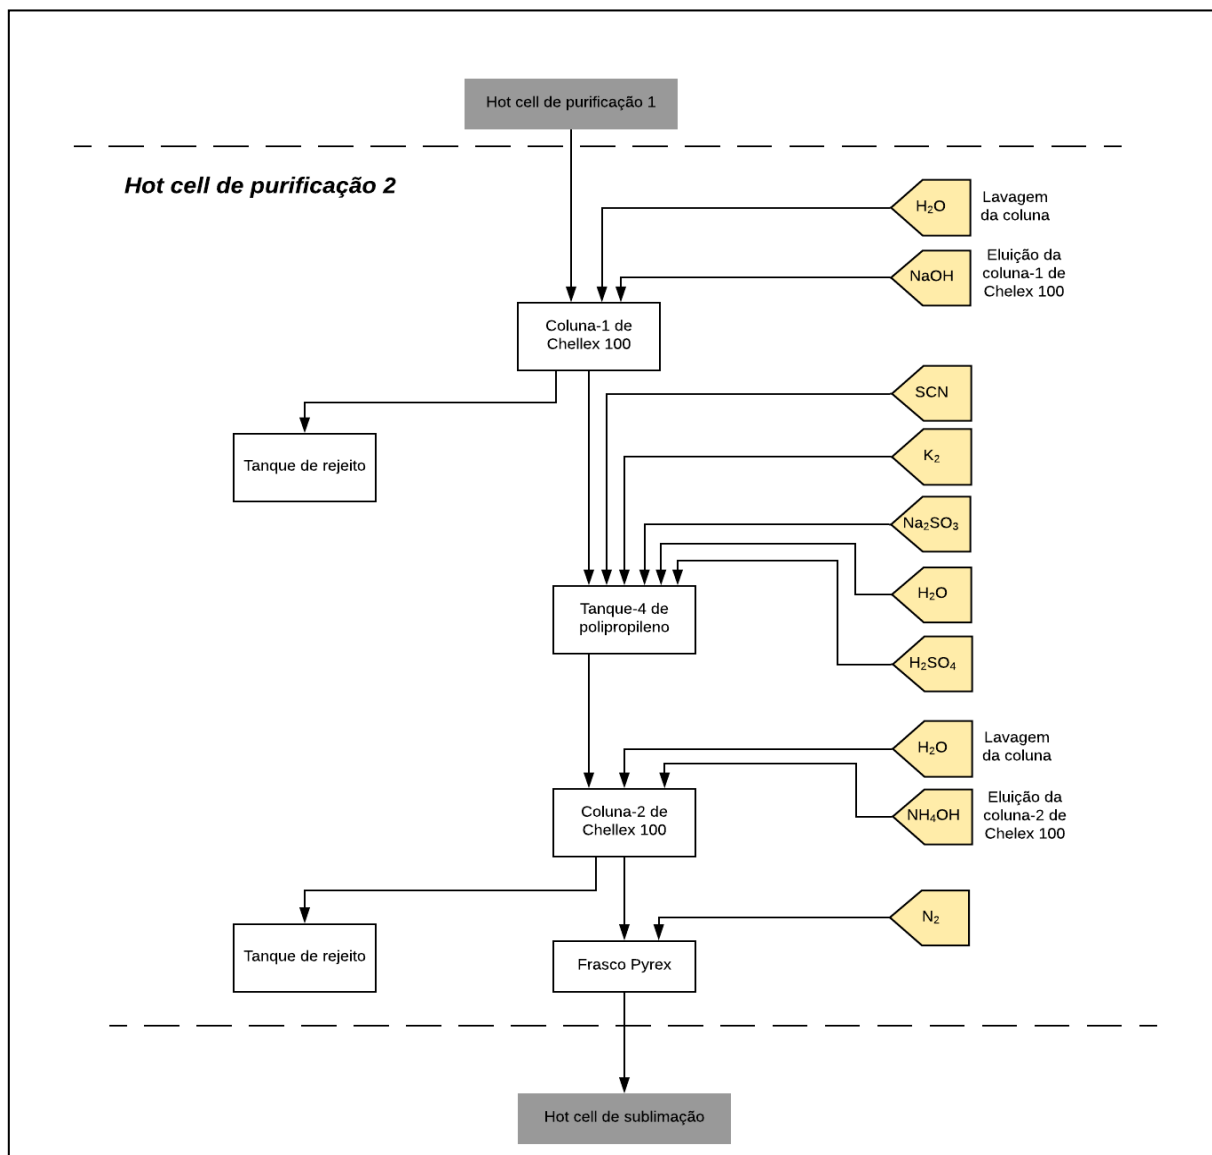 Hot cell de purificação 1
Hot cell de purificação 2
H₂O
Lavagem
da coluna
NaOH
Eluição da
coluna-1 de
Chelex 100
Coluna-1 de
Chellex 100
SCN
Tanque de rejeito
K₂
Na₂SO₃
H₂O
Tanque-4 de
polipropileno
H₂SO₄
H₂O
Lavagem
da coluna
NH₄OH
Eluição da
coluna-2 de
Chelex 100
Coluna-2 de
Chellex 100
N₂
Tanque de rejeito
Frasco Pyrex
Hot cell de sublimação